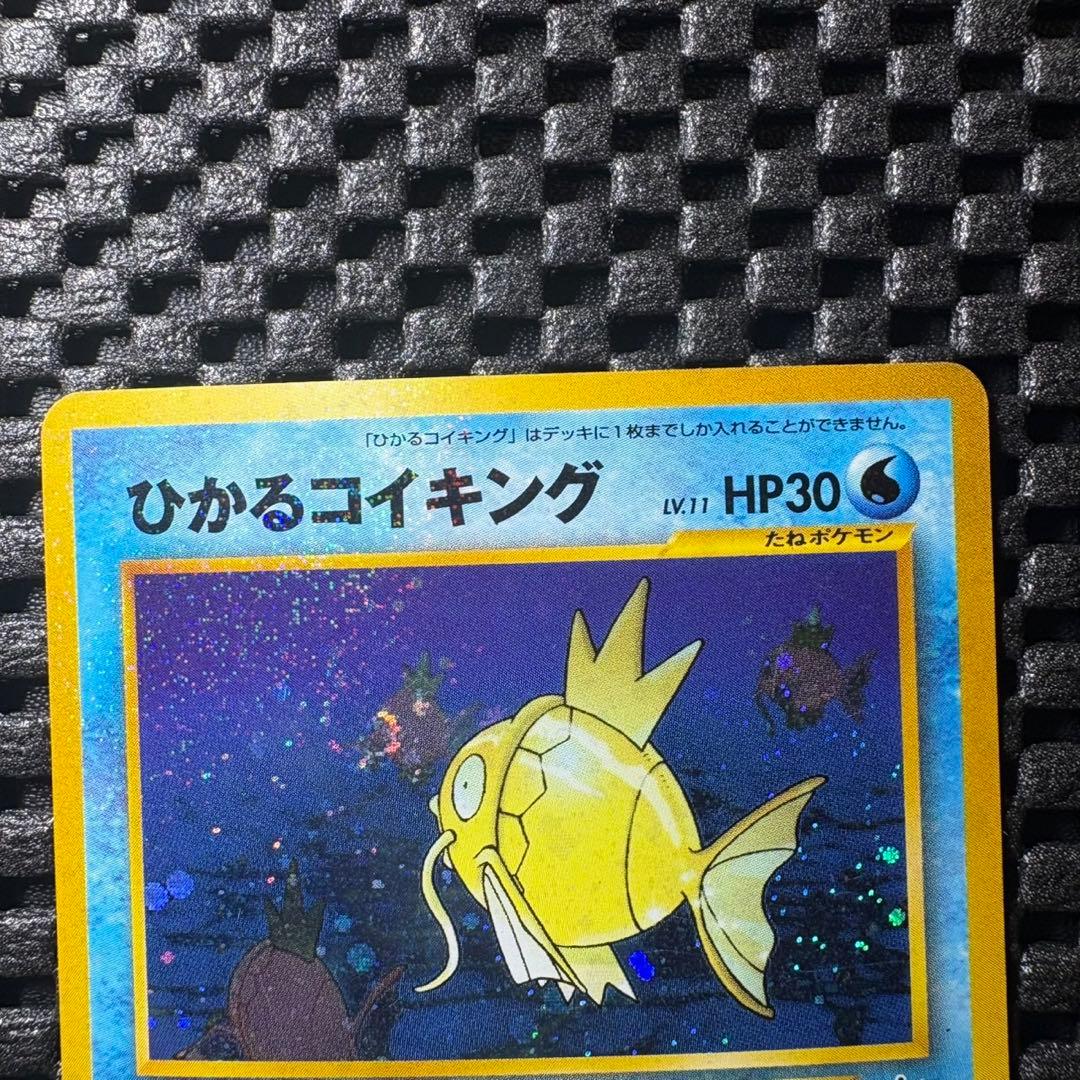 「ひかるコイキング」はデッキに1枚までしか入れることができません。
ひかるコイキング LV.11 HP30
たねポケモン